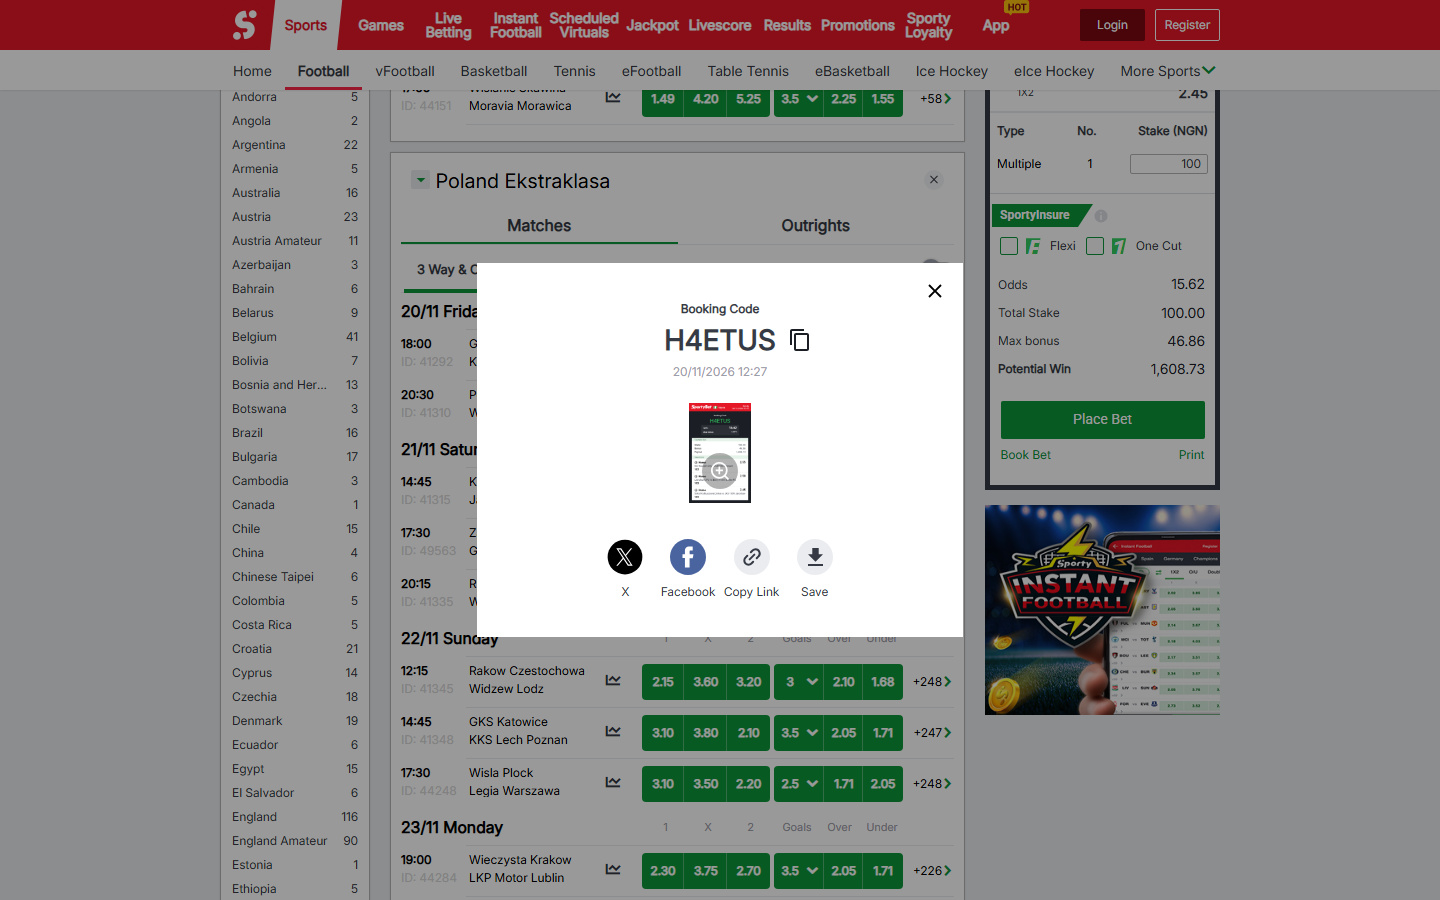 Sports
Games
Live Betting
Instant Football
Scheduled Virtuals
Jackpot
Livescore
Results
Promotions
Sporty Loyalty
App
HOT
Login
Register
Home
Football
vFootball
Basketball
Tennis
eFootball
Table Tennis
eBasketball
Ice Hockey
eIce Hockey
More Sports
Andorra 5
Angola 2
Argentina 22
Armenia 5
Australia 16
Austria 23
Austria Amateur 11
Azerbaijan 3
Bahrain 6
Belarus 9
Belgium 41
Bolivia 7
Bosnia and Her... 13
Botswana 3
Brazil 16
Bulgaria 17
Cambodia 3
Canada 1
Chile 15
China 4
Chinese Taipei 6
Colombia 5
Costa Rica 5
Croatia 21
Cyprus 14
Czechia 18
Denmark 19
Ecuador 6
Egypt 15
El Salvador 6
England 116
England Amateur 90
Estonia 1
Ethiopia 5
ID: 44151 Moravia Morawica 1.49 4.20 5.25 3.5 2.25 1.55 +58
Poland Ekstraklasa
Matches Outrights
3 Way & O
20/11 Frida
18:00 G
ID: 41292 K
20:30 P
ID: 41310 W
21/11 Satur
14:45 K
ID: 41315 J
17:30 Z
ID: 49563 G
20:15 R
ID: 41335 W
22/11 Sunday 1 X 2 Goals Over Under
12:15 Rakow Czestochowa
ID: 41345 Widzew Lodz 2.15 3.60 3.20 3 2.10 1.68 +248
14:45 GKS Katowice
ID: 41348 KKS Lech Poznan 3.10 3.80 2.10 3.5 2.05 1.71 +247
17:30 Wisla Plock
ID: 44248 Legia Warszawa 3.10 3.50 2.20 2.5 1.71 2.05 +248
23/11 Monday 1 X 2 Goals Over Under
19:00 Wieczysta Krakow
ID: 44284 LKP Motor Lublin 2.30 3.75 2.70 3.5 2.05 1.71 +226
Booking Code
H4ETUS
20/11/2026 12:27
X
Facebook
Copy Link
Save
1X2 2.45
Type No. Stake (NGN)
Multiple 1 100
SportyInsure
Flexi One Cut
Odds 15.62
Total Stake 100.00
Max bonus 46.86
Potential Win 1,608.73
Place Bet
Book Bet Print
Sporty
INSTANT
FOOTBALL